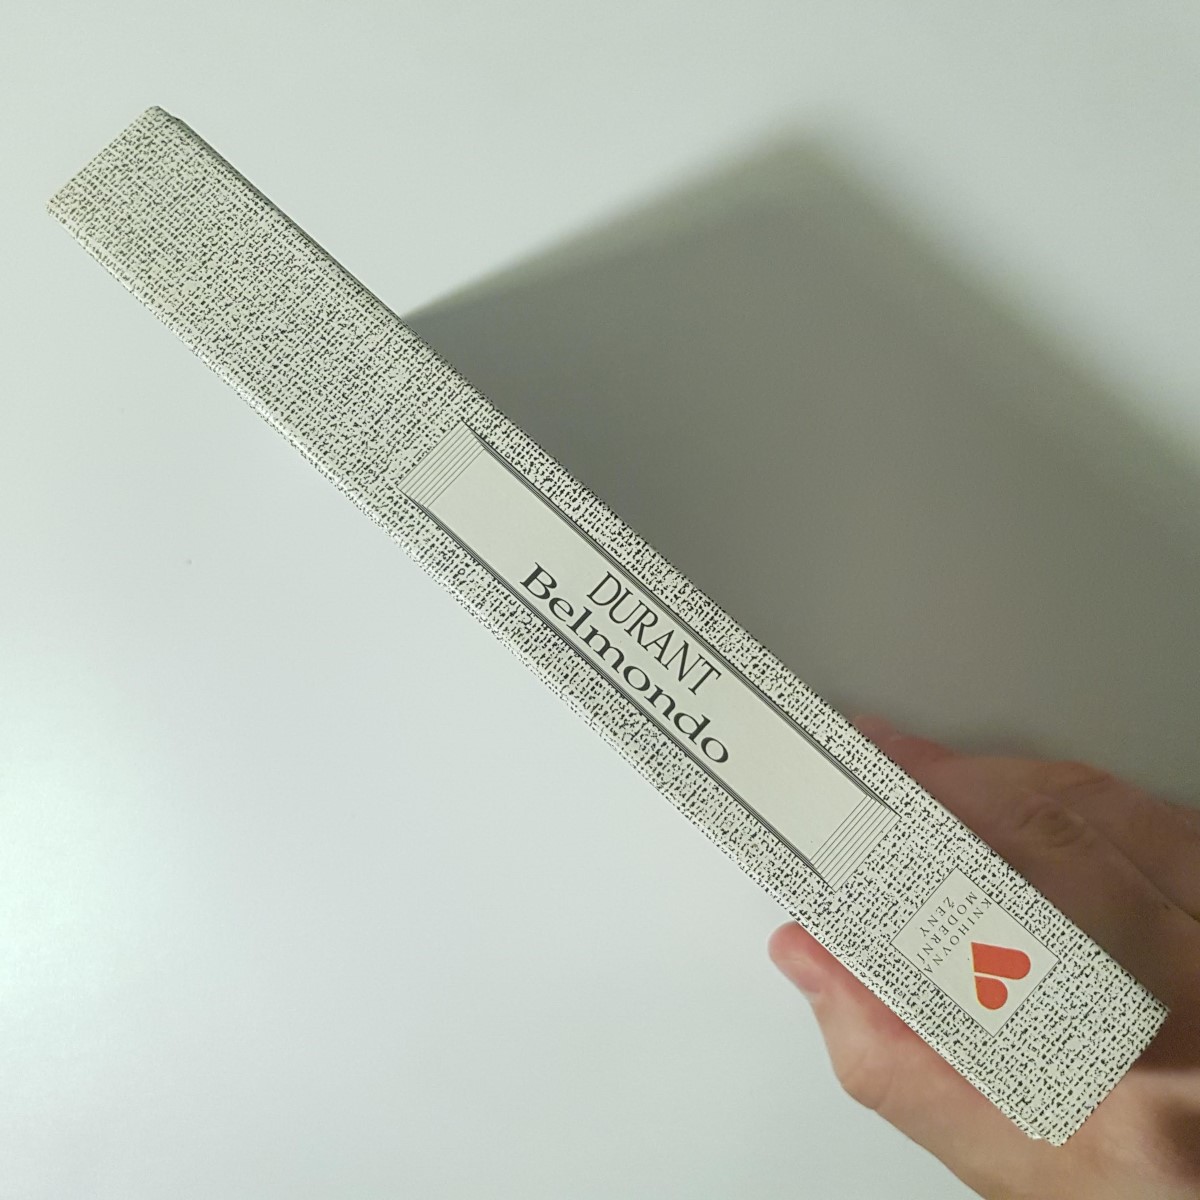 DURANT
Belmondo
KNIHOVNA
MODERNÍ
ŽENY